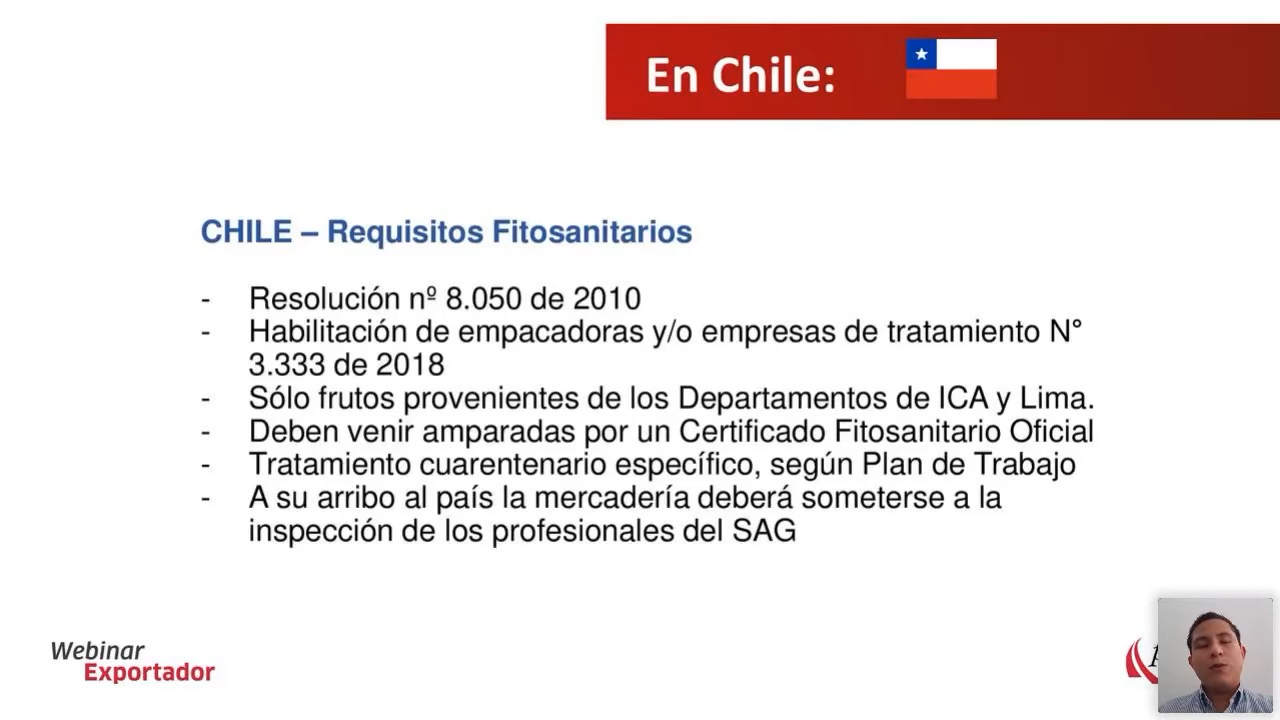 En Chile:
CHILE – Requisitos Fitosanitarios
- Resolución nº 8.050 de 2010
- Habilitación de empacadoras y/o empresas de tratamiento N°
3.333 de 2018
- Sólo frutos provenientes de los Departamentos de ICA y Lima.
- Deben venir amparadas por un Certificado Fitosanitario Oficial
- Tratamiento cuarentenario específico, según Plan de Trabajo
- A su arribo al país la mercadería deberá someterse a la
inspección de los profesionales del SAG
Webinar
Exportador